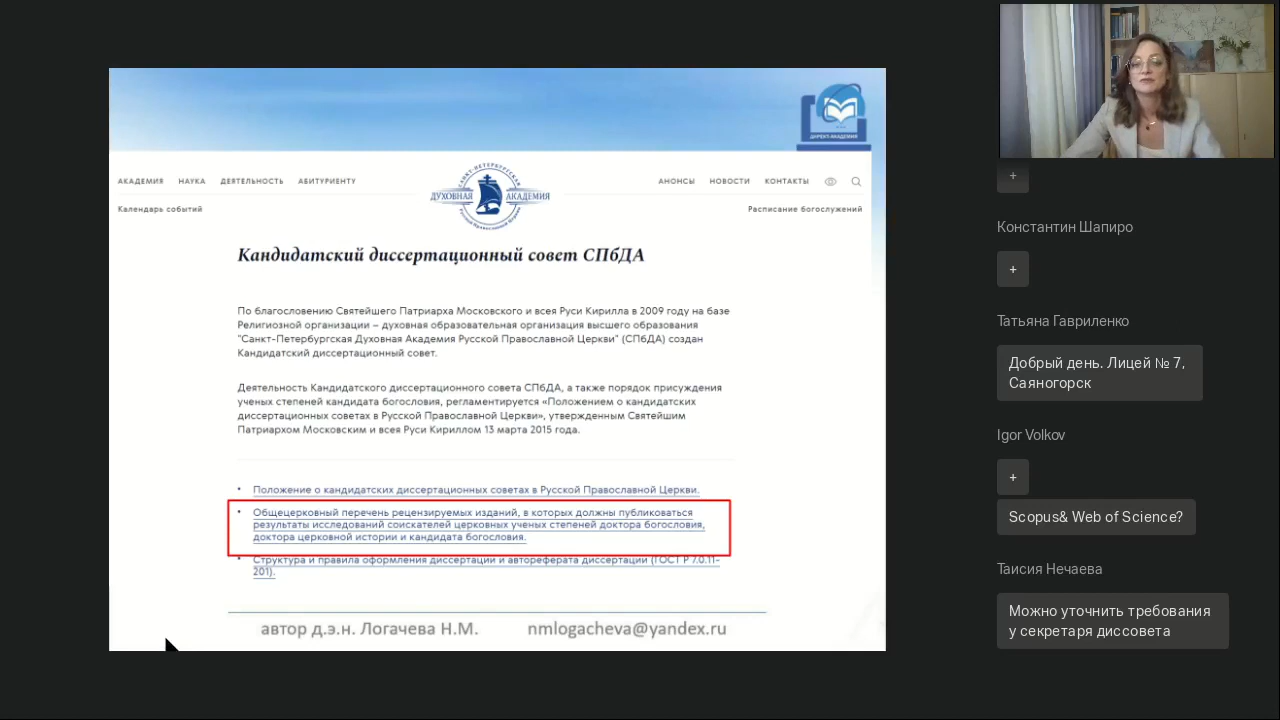 ДИРЕКТ-АКАДЕМИЯ
АКАДЕМИЯ НАУКА ДЕЯТЕЛЬНОСТЬ АБИТУРИЕНТУ
САНКТ-ПЕТЕРБУРГСКАЯ
ДУХОВНАЯ АКАДЕМИЯ
Русской Православной Церкви
АНОНСЫ НОВОСТИ КОНТАКТЫ
Календарь событий
Расписание богослужений
Кандидатский диссертационный совет СПбДА
По благословению Святейшего Патриарха Московского и всея Руси Кирилла в 2009 году на базе
Религиозной организации – духовная образовательная организация высшего образования
"Санкт-Петербургская Духовная Академия Русской Православной Церкви" (СПбДА) создан
Кандидатский диссертационный совет.
Деятельность Кандидатского диссертационного совета СПбДА, а также порядок присуждения
ученых степеней кандидата богословия, регламентируется «Положением о кандидатских
диссертационных советах в Русской Православной Церкви», утвержденным Святейшим
Патриархом Московским и всея Руси Кириллом 13 марта 2015 года.
• Положение о кандидатских диссертационных советах в Русской Православной Церкви.
• Общецерковный перечень рецензируемых изданий, в которых должны публиковаться
результаты исследований соискателей церковных ученых степеней доктора богословия,
доктора церковной истории и кандидата богословия.
• Структура и правила оформления диссертации и автореферата диссертации (ГОСТ Р 7.0.11-
201).
автор д.э.н. Логачева Н.М. nmlogacheva@yandex.ru
+
Константин Шапиро
+
Татьяна Гавриленко
Добрый день. Лицей № 7,
Саяногорск
Igor Volkov
+
Scopus& Web of Science?
Таисия Нечаева
Можно уточнить требования
у секретаря диссовета